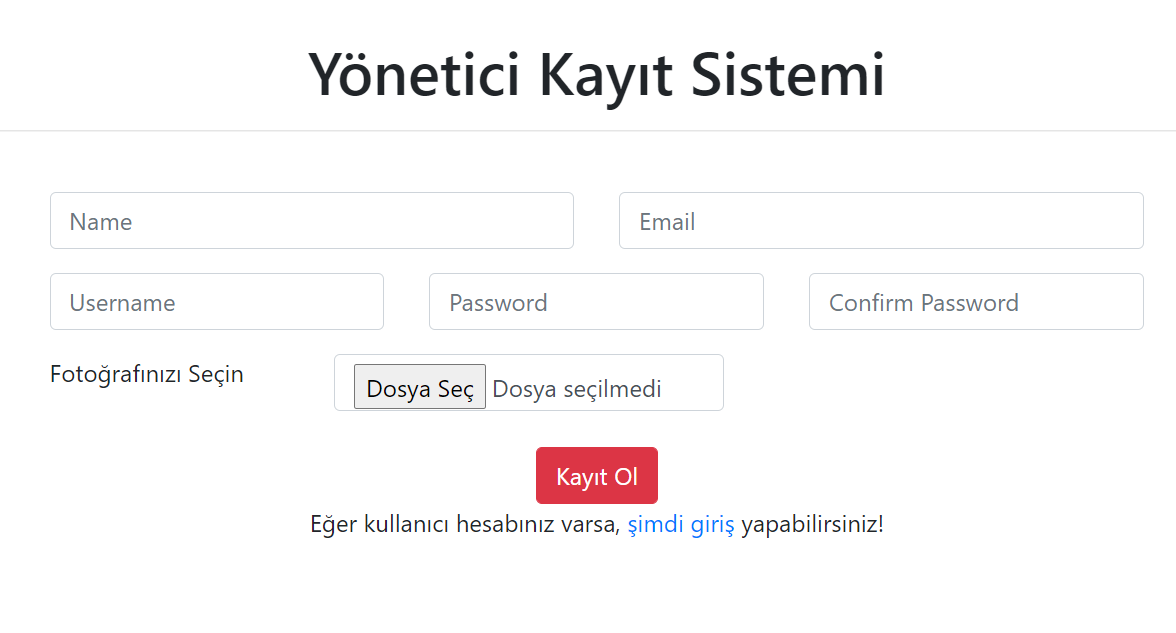 Yönetici Kayıt Sistemi
Name Email
Username Password Confirm Password
Fotoğrafınızı Seçin Dosya Seç Dosya seçilmedi
Kayıt Ol
Eğer kullanıcı hesabınız varsa, şimdi giriş yapabilirsiniz!